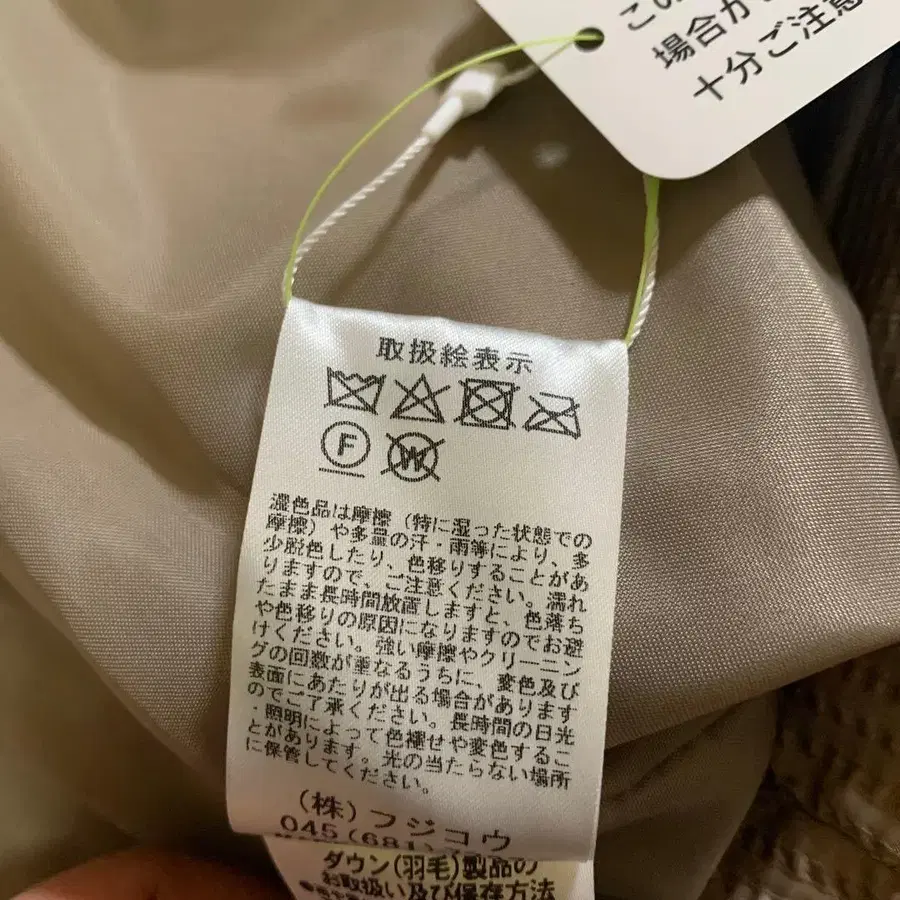 この
場合が
十分ご注意
取扱絵表示
F
W
濃色品は摩擦（特に湿った状態での
摩擦）や多量の汗・雨等により、多
少脱色したり、色移りすることがあ
りますので、ご注意ください。濡れ
たまま長時間放置しますと、色落ち
や色移りの原因になりますのでお避
けください。強い摩擦やクリーニン
グの回数が重なるうちに、変色及び
表面にあたりが出る場合があります
のでご了承ください。長時間の日光
・照明によって色褪せや変色するこ
とがあります。光の当たらない場所
に保管してください。
（株）フジコウ
045(681)
ダウン(羽毛)製品の
お取扱い及び保存方法